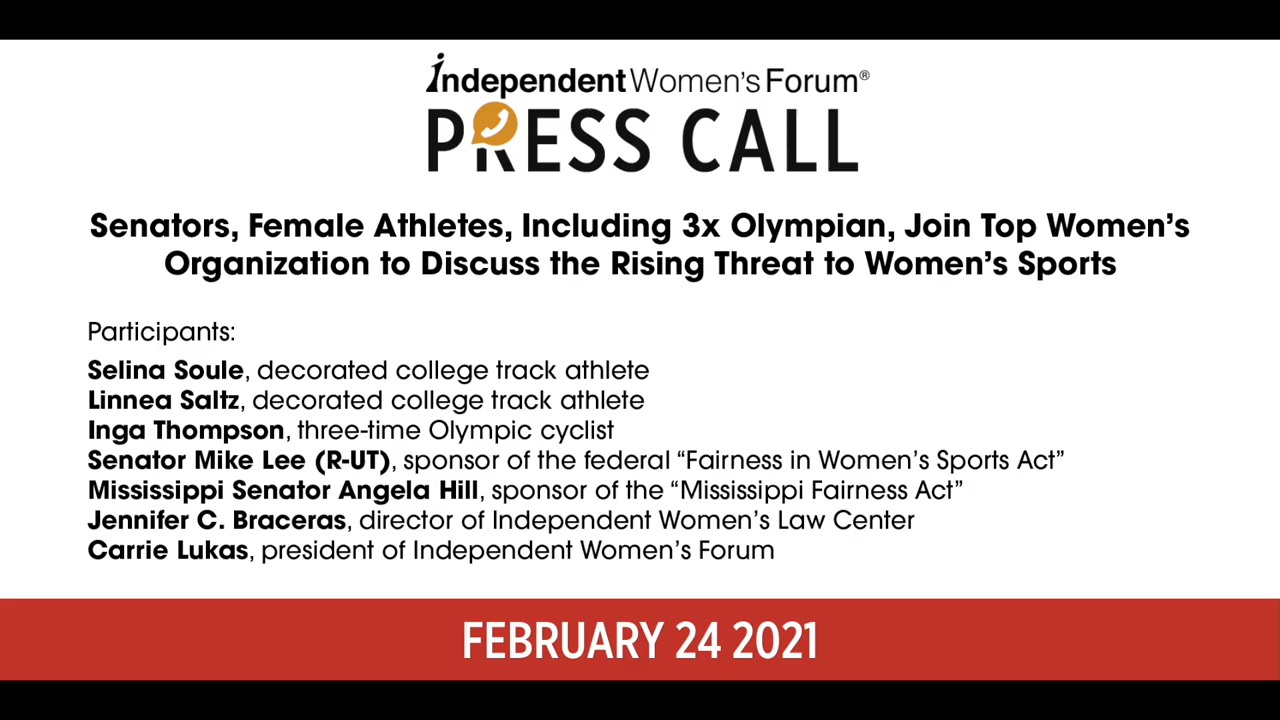 independentWomen's Forum®
PRESS CALL
Senators, Female Athletes, Including 3x Olympian, Join Top Women's
Organization to Discuss the Rising Threat to Women's Sports
Participants:
Selina Soule, decorated college track athlete
Linnea Saltz, decorated college track athlete
Inga Thompson, three-time Olympic cyclist
Senator Mike Lee (R-UT), sponsor of the federal “Fairness in Women's Sports Act”
Mississippi Senator Angela Hill, sponsor of the “Mississippi Fairness Act”
Jennifer C. Braceras, director of Independent Women's Law Center
Carrie Lukas, president of Independent Women's Forum
FEBRUARY 24 2021